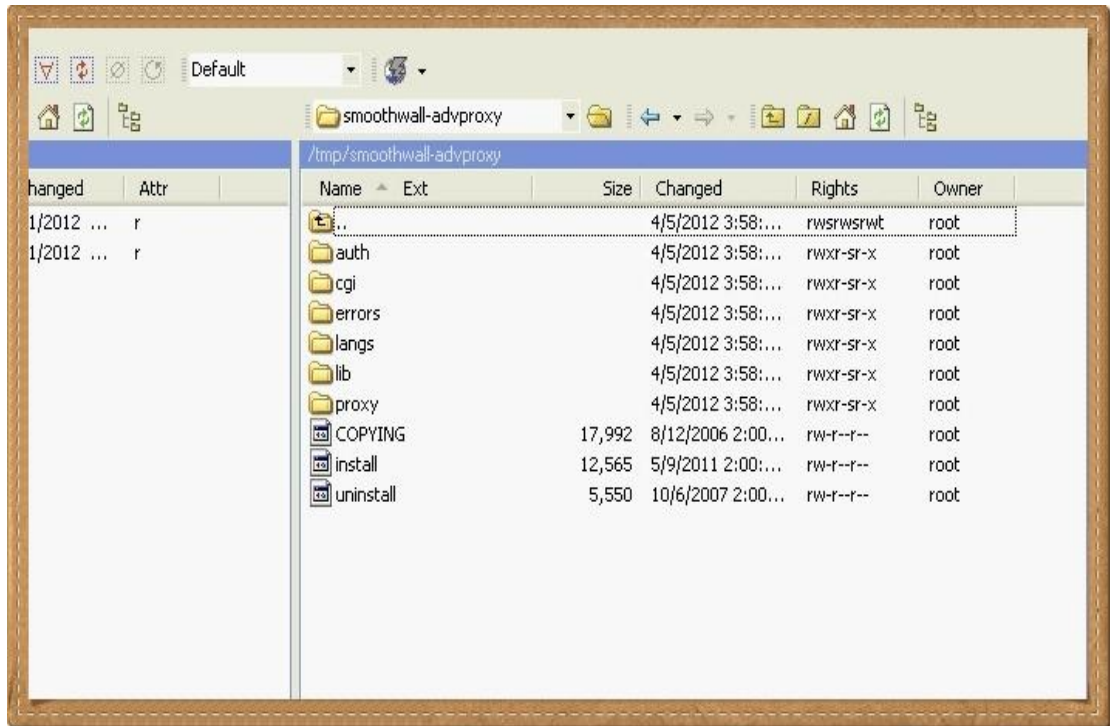 Default
smoothwall-advproxy
/tmp/smoothwall-advproxy
hanged Attr Name Ext Size Changed Rights Owner
1/2012 ... r .. 4/5/2012 3:58:... rwsrwsrwt root
1/2012 ... r auth 4/5/2012 3:58:... rwxr-sr-x root
cgi 4/5/2012 3:58:... rwxr-sr-x root
errors 4/5/2012 3:58:... rwxr-sr-x root
langs 4/5/2012 3:58:... rwxr-sr-x root
lib 4/5/2012 3:58:... rwxr-sr-x root
proxy 4/5/2012 3:58:... rwxr-sr-x root
COPYING 17,992 8/12/2006 2:00... rw-r--r-- root
install 12,565 5/9/2011 2:00:... rw-r--r-- root
uninstall 5,550 10/6/2007 2:00... rw-r--r-- root